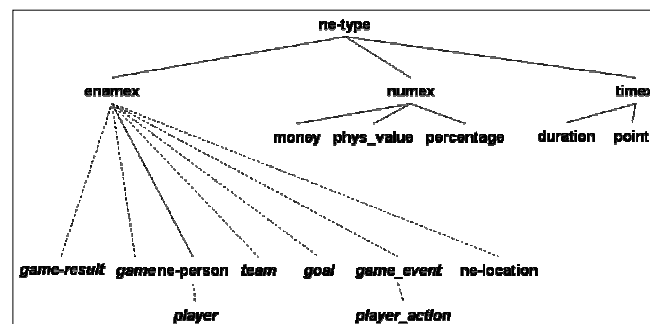 ne-type
enamex numex timex
money phys_value percentage duration point
game-result game ne-person team goal game_event ne-location
player player_action